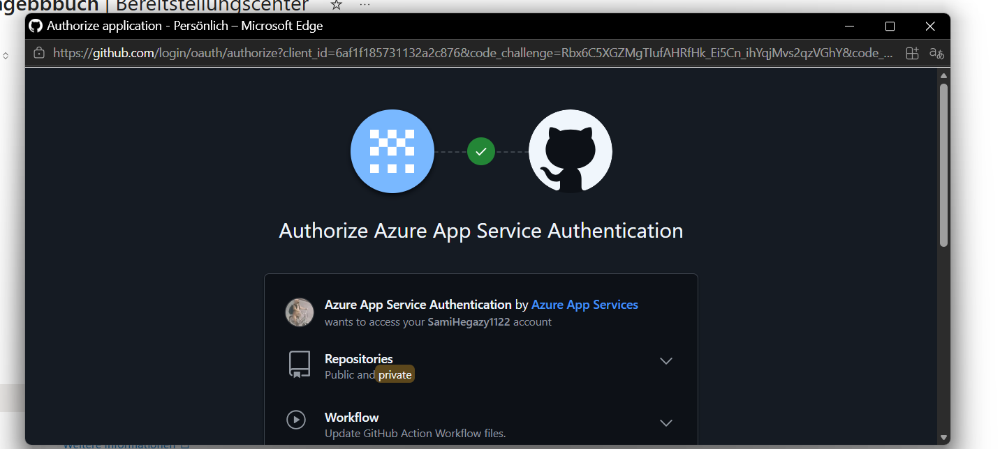 agebbbuch | Bereitstellungscenter
Authorize application - Persönlich – Microsoft Edge
https://github.com/login/oauth/authorize?client_id=6af1f185731132a2c876&code_challenge=Rbx6C5XGZMgTIufAHRfHk_Ei5Cn_ihYqjMvs2qzVGhY&code_...
Authorize Azure App Service Authentication
Azure App Service Authentication by Azure App Services
wants to access your SamiHegazy1122 account
Repositories
Public and private
Workflow
Update GitHub Action Workflow files.
Weitere Informationen